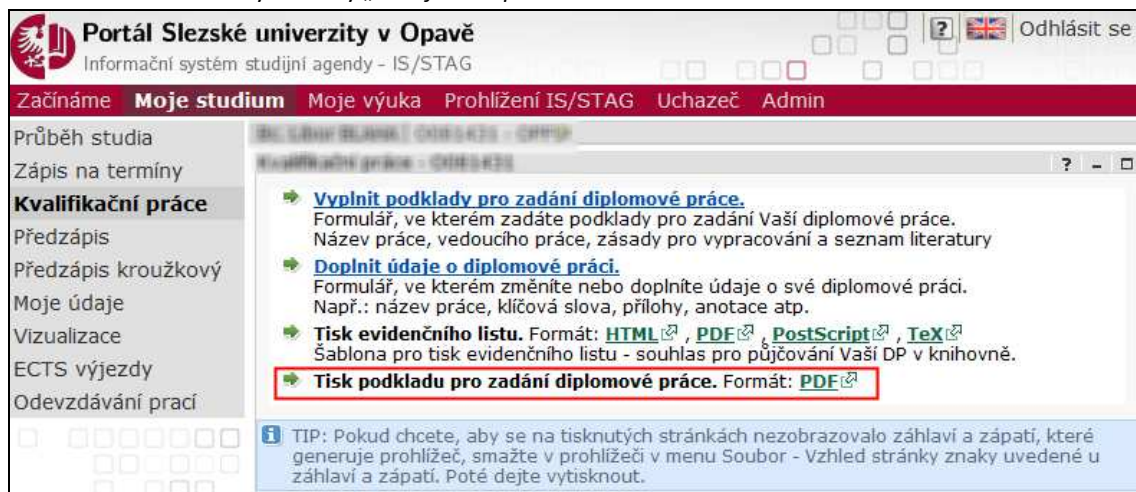 Portál Slezské univerzity v Opavě
Informační systém studijní agendy - IS/STAG
? Odhlásit se
Začínáme Moje studium Moje výuka Prohlížení IS/STAG Uchazeč Admin
Průběh studia
Zápis na termíny
Kvalifikační práce
Předzápis
Předzápis kroužkový
Moje údaje
Vizualizace
ECTS výjezdy
Odevzdávání prací
Vyplnit podklady pro zadání diplomové práce.
Formulář, ve kterém zadáte podklady pro zadání Vaší diplomové práce.
Název práce, vedoucího práce, zásady pro vypracování a seznam literatury
Doplnit údaje o diplomové práci.
Formulář, ve kterém změníte nebo doplníte údaje o své diplomové práci.
Např.: název práce, klíčová slova, přílohy, anotace atp.
Tisk evidenčního listu. Formát: HTML , PDF , PostScript , TeX
Šablona pro tisk evidenčního listu - souhlas pro půjčování Vaší DP v knihovně.
Tisk podkladu pro zadání diplomové práce. Formát: PDF
TIP: Pokud chcete, aby se na tisknutých stránkách nezobrazovalo záhlaví a zápatí, které
generuje prohlížeč, smažte v prohlížeči v menu Soubor - Vzhled stránky znaky uvedené u
záhlaví a zápatí. Poté dejte vytisknout.